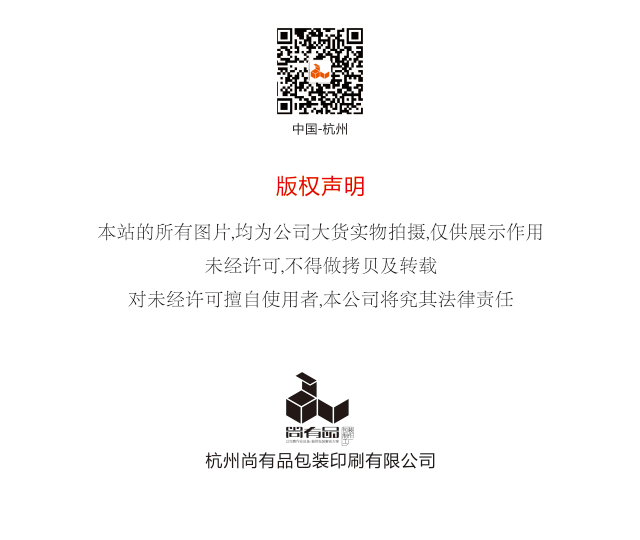 中国-杭州
版权声明
本站的所有图片,均为公司大货实物拍摄,仅供展示作用
未经许可,不得做拷贝及转载
对未经许可擅自使用者,本公司将究其法律责任
尚有品
杭州尚有品包装印刷有限公司